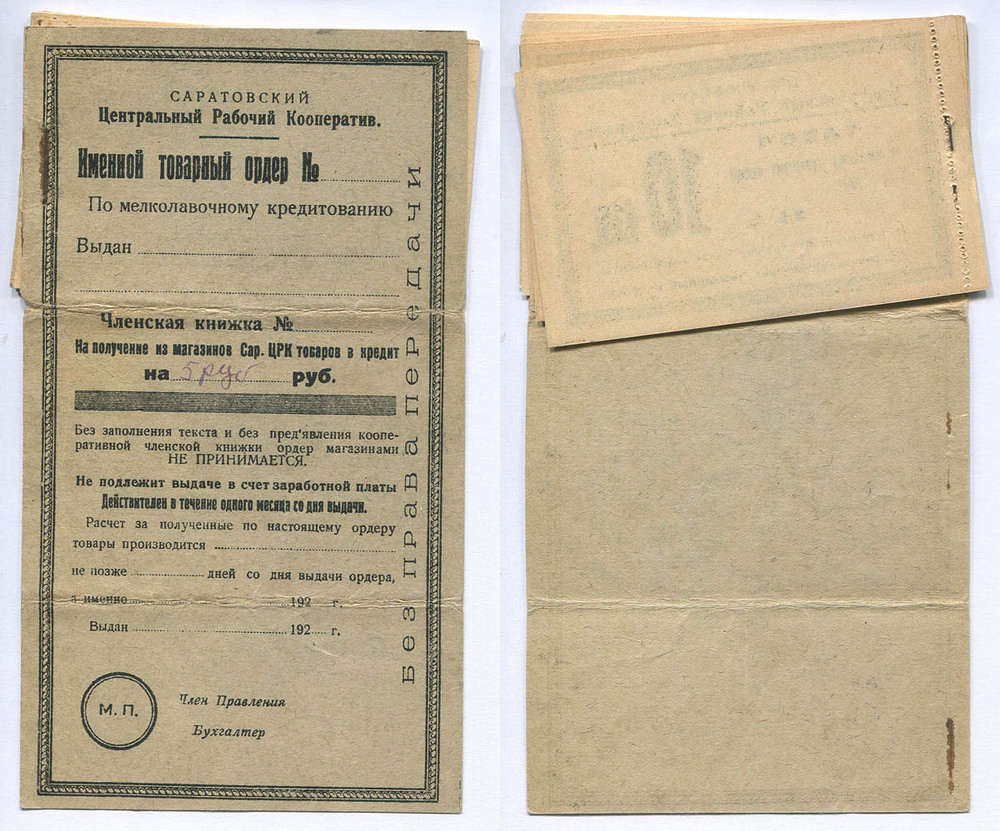 САРАТОВСКИЙ
Центральный Рабочий Кооператив.
Именной товарный ордер №
По мелколавочному кредитованию
Выдан
Членская книжка №
На получение из магазинов Сар. ЦРК товаров в кредит
на 5 руб руб.
Без заполнения текста и без пред'явления коопе-
ративной членской книжки ордер магазинами
НЕ ПРИНИМАЕТСЯ.
Не подлежит выдаче в счет заработной платы
Действителен в течение одного месяца со дня выдачи.
Расчет за полученные по настоящему ордеру
товары производится
не позже дней со дня выдачи ордера,
а именно 192 г.
Выдан 192 г.
М. П.
Член Правления
Бухгалтер
Без права передачи
10